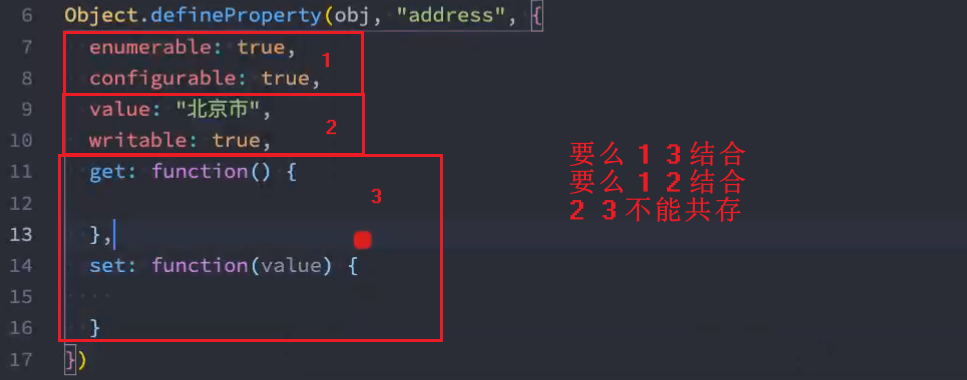 6 Object.defineProperty(obj, "address", {
7 enumerable: true,
1
8 configurable: true,
9 value: "北京市",
2
10 writable: true,
11 get: function() {
3
12
13 },
14 set: function(value) {
15
16 }
17 })
要么 1 3 结合
要么 1 2 结合
2 3 不能共存